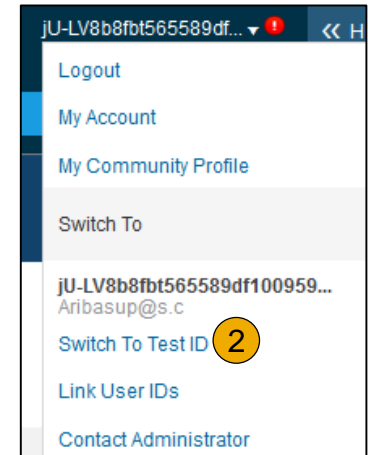 jU-LV8b8fbt565589df... ▾ ! « H
Logout
My Account
My Community Profile
Switch To
jU-LV8b8fbt565589df100959...
Aribasup@s.c
Switch To Test ID 2
Link User IDs
Contact Administrator